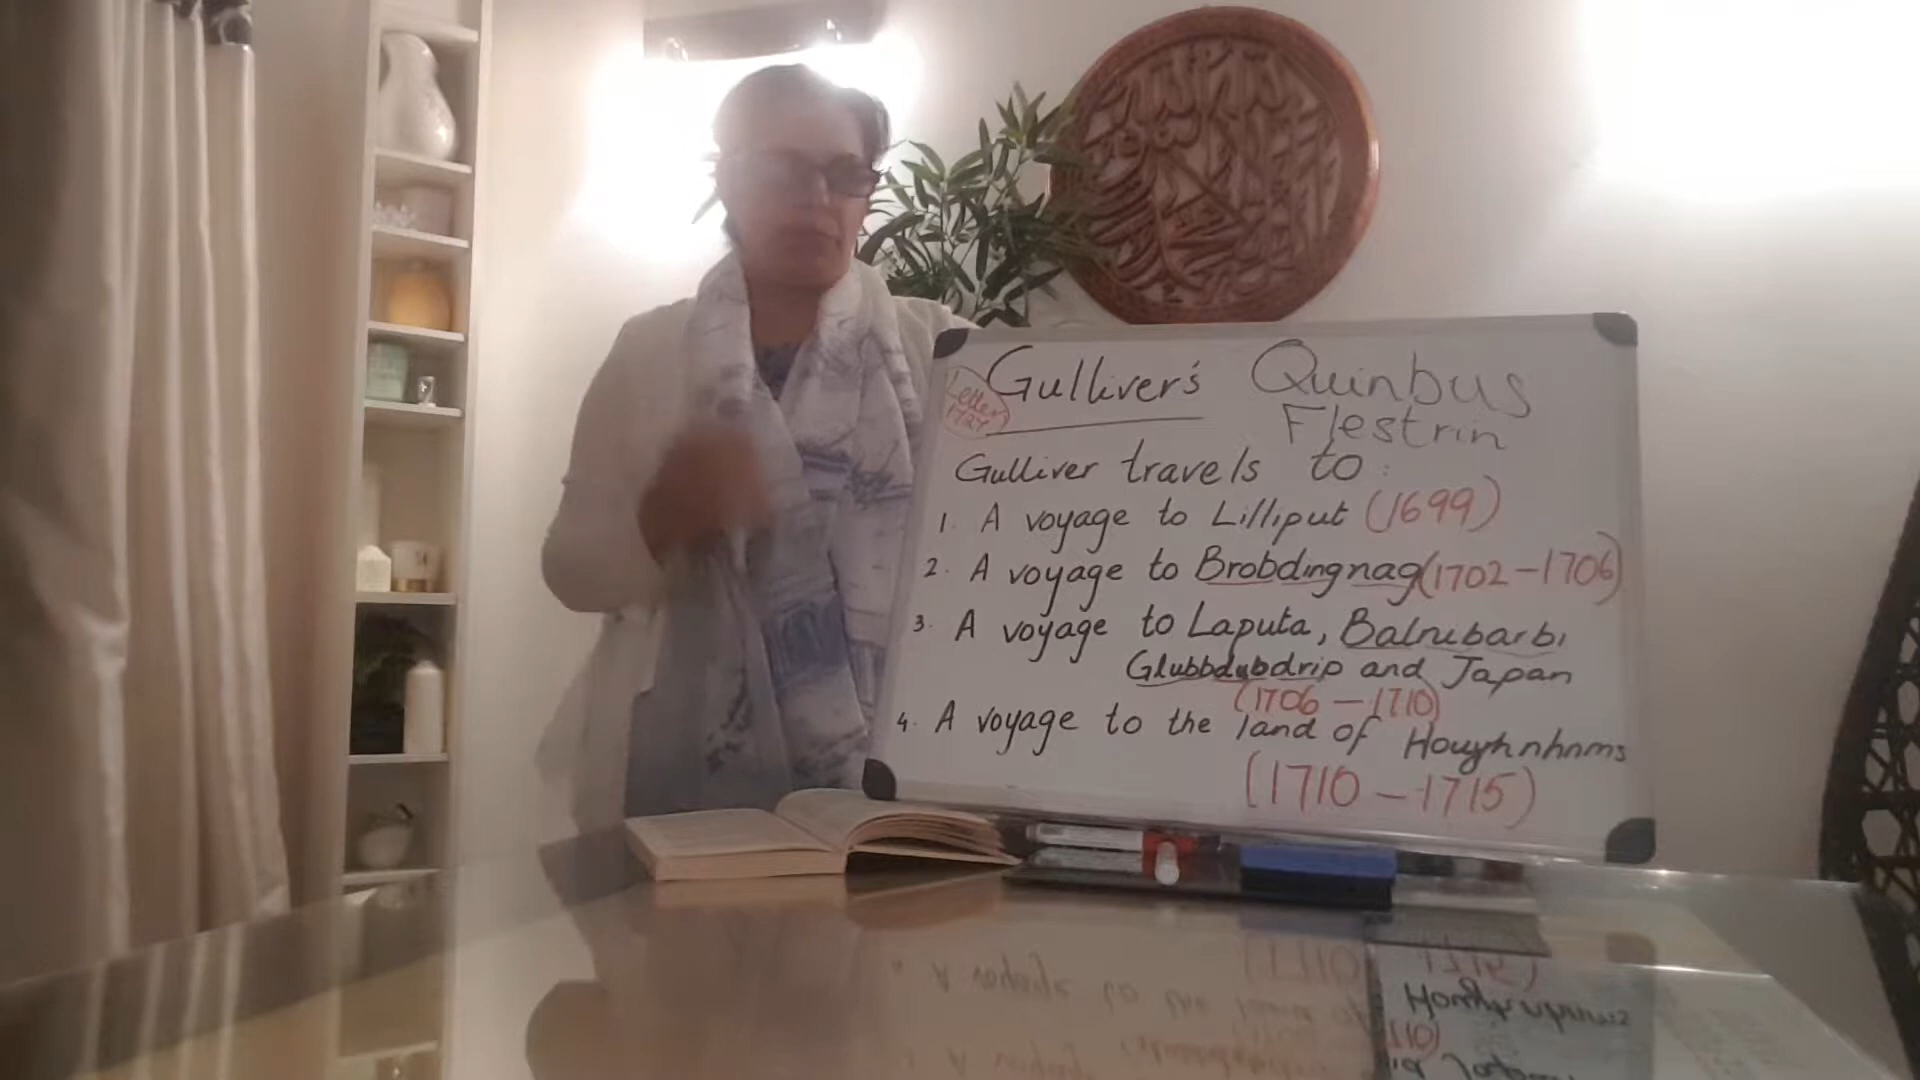 Letter
1727
Gulliver's
Quinbus
Flestrin
Gulliver travels to:
1. A voyage to Lilliput (1699)
2. A voyage to Brobdingnag (1702-1706)
3. A voyage to Laputa, Balnibarbi
Glubbdubdrip and Japan
(1706-1710)
4. A voyage to the land of Houyhnhnms
(1710-1715)